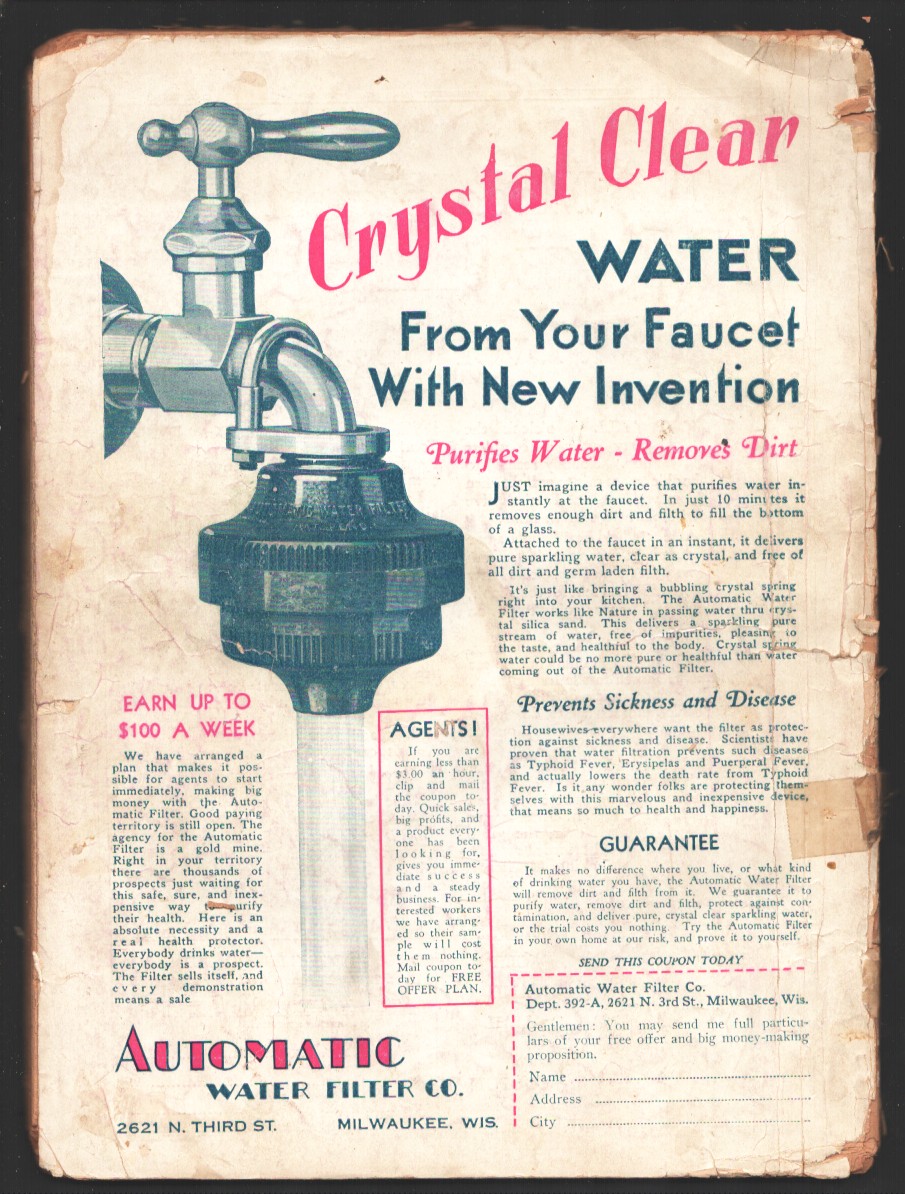 Crystal Clear
WATER
From Your Faucet
With New Invention
Purifies Water - Removes Dirt
JUST imagine a device that purifies water in-
stantly at the faucet. In just 10 minutes it
removes enough dirt and filth to fill the bottom
of a glass.
Attached to the faucet in an instant, it delivers
pure sparkling water, clear as crystal, and free of
all dirt and germ laden filth.
It's just like bringing a bubbling crystal spring
right into your kitchen. The Automatic Water
Filter works like Nature in passing water thru crys-
tal silica sand. This delivers a sparkling pure
stream of water, free of impurities, pleasing to
the taste, and healthful to the body. Crystal spring
water could be no more pure or healthful than water
coming out of the Automatic Filter.
Prevents Sickness and Disease
Housewives everywhere want the filter as protec-
tion against sickness and disease. Scientists have
proven that water filtration prevents such diseases
as Typhoid Fever, Erysipelas and Puerperal Fever,
and actually lowers the death rate from Typhoid
Fever. Is it any wonder folks are protecting them-
selves with this marvelous and inexpensive device,
that means so much to health and happiness.
GUARANTEE
It makes no difference where you live, or what kind
of drinking water you have, the Automatic Water Filter
will remove dirt and filth from it. We guarantee it to
purify water, remove dirt and filth, protect against con-
tamination, and deliver pure, crystal clear sparkling water,
or the trial costs you nothing. Try the Automatic Filter
in your own home at our risk, and prove it to yourself.
SEND THIS COUPON TODAY
Automatic Water Filter Co.
Dept. 392-A, 2621 N. 3rd St., Milwaukee, Wis.
Gentlemen: You may send me full particu-
lars of your free offer and big money-making
proposition.
Name
Address
City
EARN UP TO
$100 A WEEK
We have arranged a
plan that makes it pos-
sible for agents to start
immediately, making big
money with the Auto-
matic Filter. Good paying
territory is still open. The
agency for the Automatic
Filter is a gold mine.
Right in your territory
there are thousands of
prospects just waiting for
this safe, sure, and inex-
pensive way to purify
their health. Here is an
absolute necessity and a
real health protector.
Everybody drinks water—
everybody is a prospect.
The Filter sells itself, and
every demonstration
means a sale
AGENTS!
If you are
earning less than
$3.00 an hour,
clip and mail
the coupon to-
day. Quick sales,
big profits, and
a product every-
one has been
looking for,
gives you imme-
diate success
and a steady
business. For in-
terested workers
we have arrang-
ed so their sam-
ple will cost
them nothing.
Mail coupon to-
day for FREE
OFFER PLAN.
AUTOMATIC
WATER FILTER CO.
2621 N. THIRD ST. MILWAUKEE, WIS.